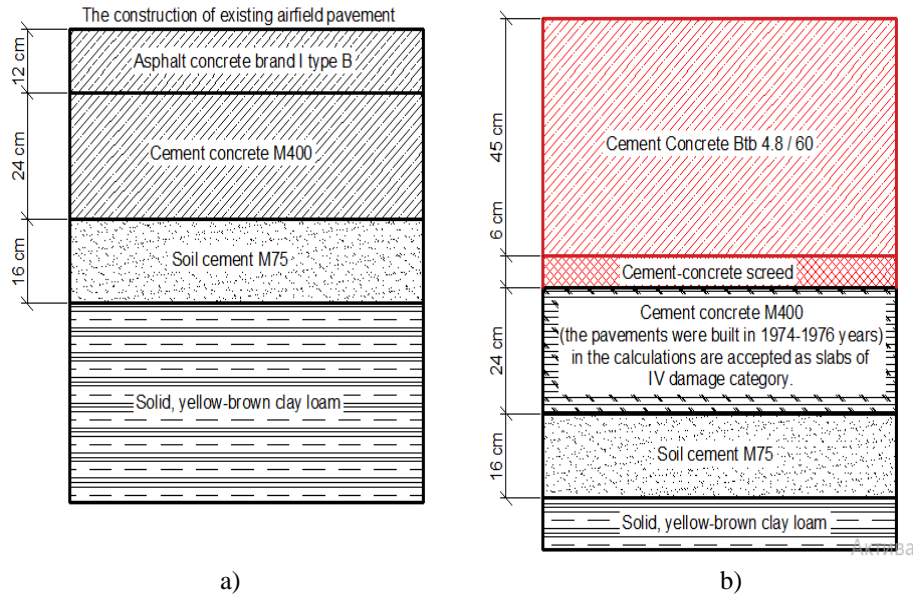 The construction of existing airfield pavement
12 cm
Asphalt concrete brand I type B
24 cm
Cement concrete M400
16 cm
Soil cement M75
Solid, yellow-brown clay loam
a)
45 cm
Cement Concrete Btb 4.8 / 60
6 cm
Cement-concrete screed
24 cm
Cement concrete M400
(the pavements were built in 1974-1976 years)
in the calculations are accepted as slabs of
IV damage category.
16 cm
Soil cement M75
Solid, yellow-brown clay loam
Актива
b)